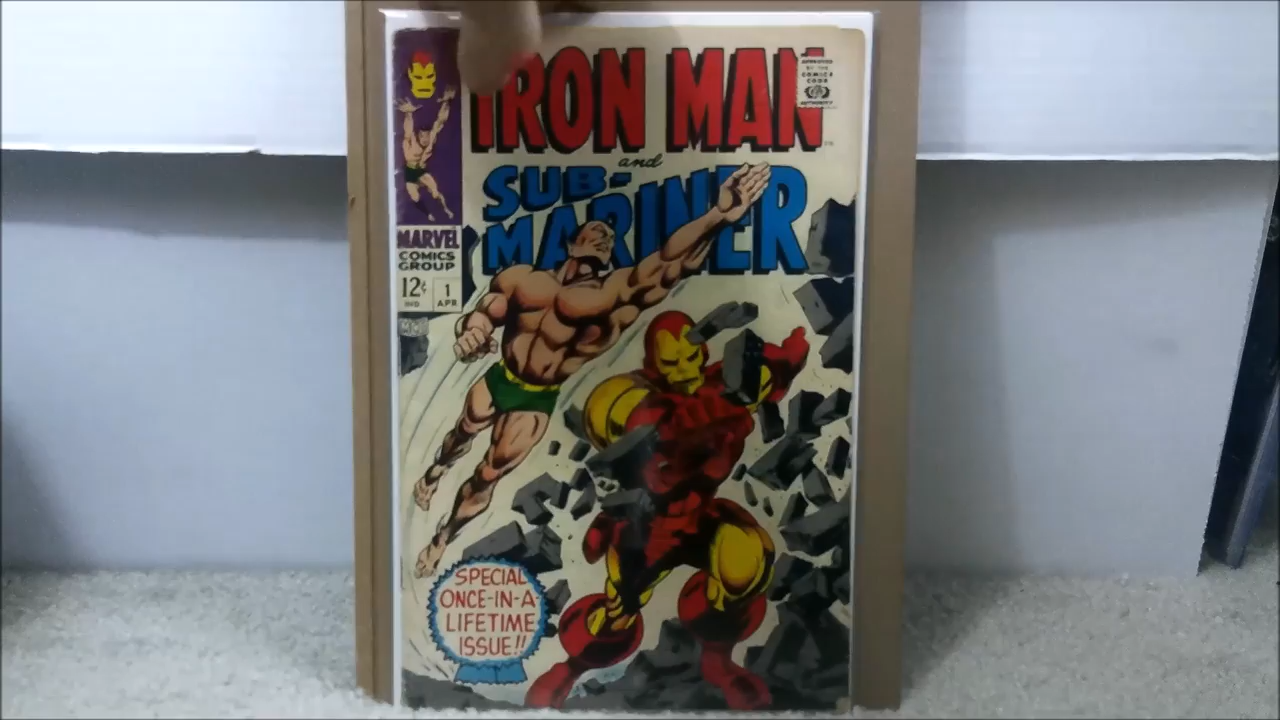 IRON MAN
and
SUB-
MARINER
APPROVED
BY THE
COMICS
CODE
AUTHORITY
MARVEL
COMICS
GROUP
12¢
IND
1
APR
SPECIAL
ONCE-IN-A-
LIFETIME
ISSUE!!